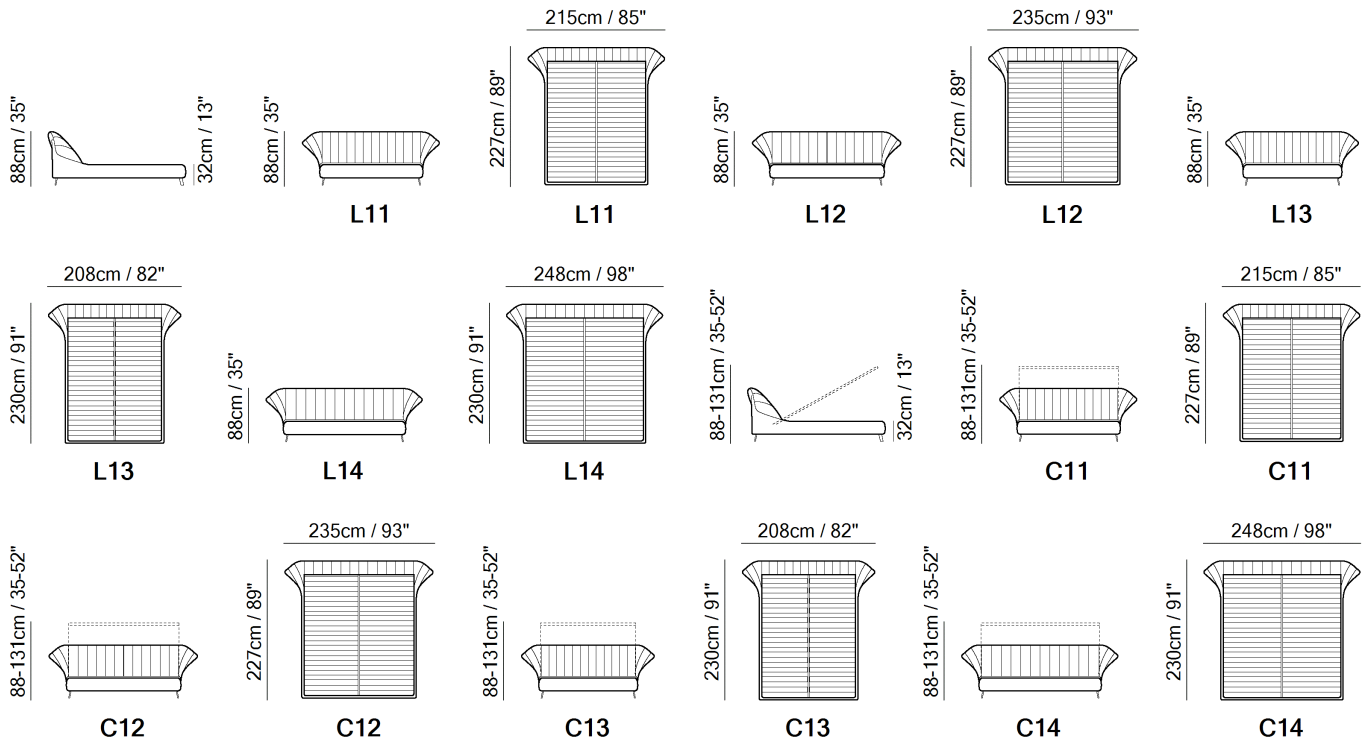 215cm / 85"
235cm / 93"
88cm / 35"
32cm / 13"
88cm / 35"
227cm / 89"
88cm / 35"
227cm / 89"
88cm / 35"
L11
L11
L12
L12
L13
208cm / 82"
248cm / 98"
215cm / 85"
230cm / 91"
88cm / 35"
230cm / 91"
88-131cm / 35-52"
32cm / 13"
88-131cm / 35-52"
227cm / 89"
L13
L14
L14
C11
C11
235cm / 93"
208cm / 82"
248cm / 98"
88-131cm / 35-52"
227cm / 89"
88-131cm / 35-52"
230cm / 91"
88-131cm / 35-52"
230cm / 91"
C12
C12
C13
C13
C14
C14